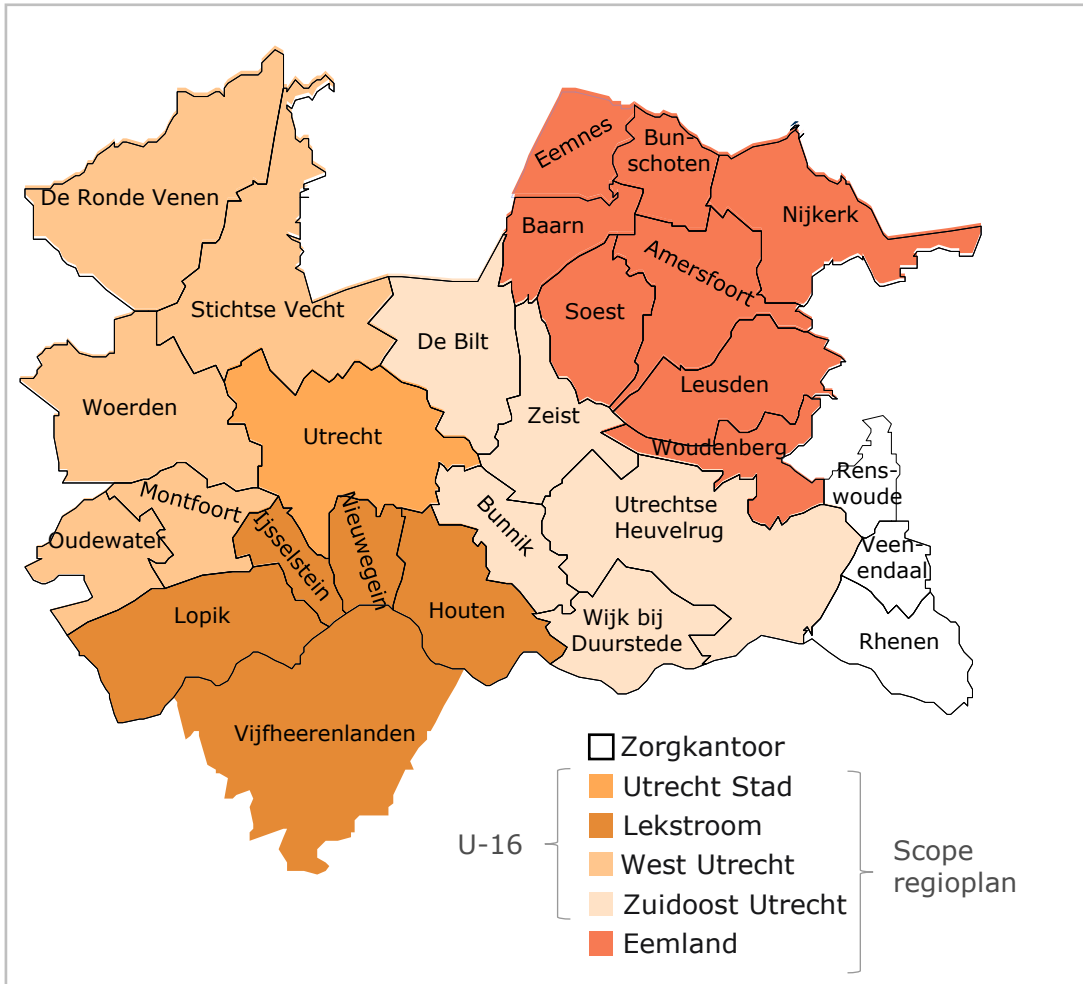 Eemnes
Bun-
schoten
De Ronde Venen
Nijkerk
Baarn
Amersfoort
Stichtse Vecht
Soest
De Bilt
Leusden
Woerden
Zeist
Utrecht
Woudenberg
Rens-
woude
Montfoort
Utrechtse
Heuvelrug
Oudewater
Ijsselstein
Nieuwegein
Bunnik
Veen-
endaal
Lopik
Houten
Wijk bij
Duurstede
Rhenen
Vijfheerenlanden
Zorgkantoor
Utrecht Stad
Lekstroom
U-16
West Utrecht
Zuidoost Utrecht
Eemland
Scope
regioplan